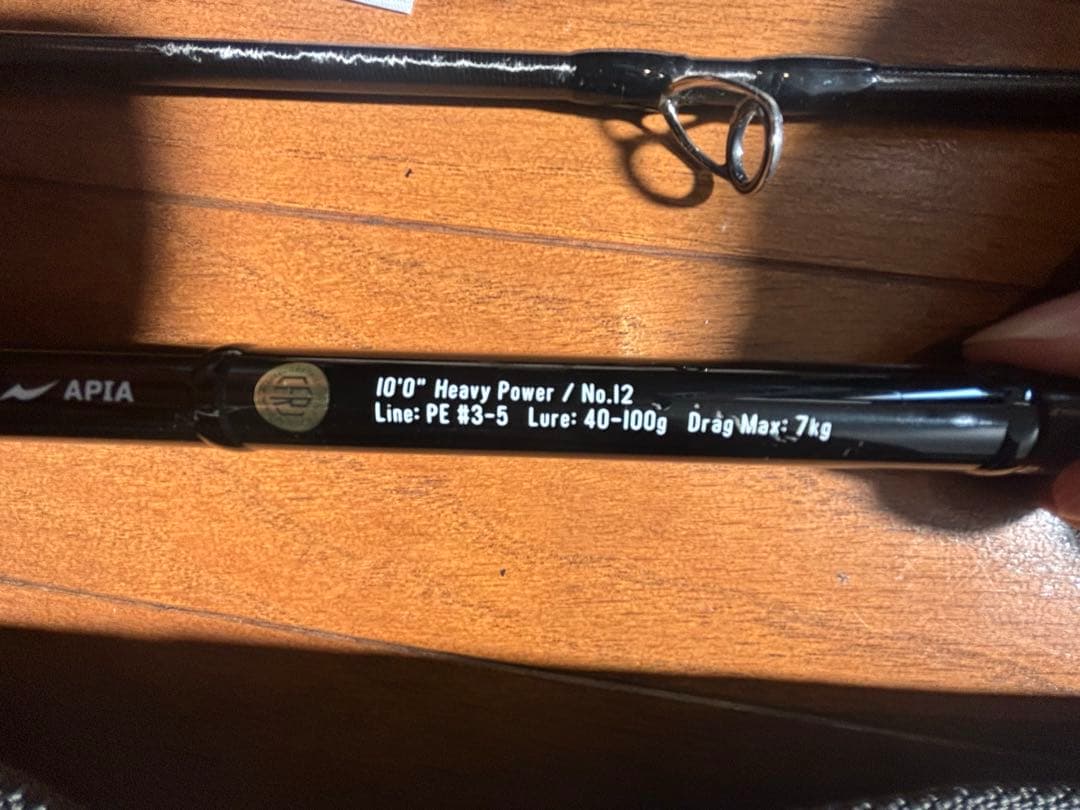 APIA
10'0" Heavy Power / No.12
Line: PE #3-5 Lure: 40-100g Drag Max: 7kg